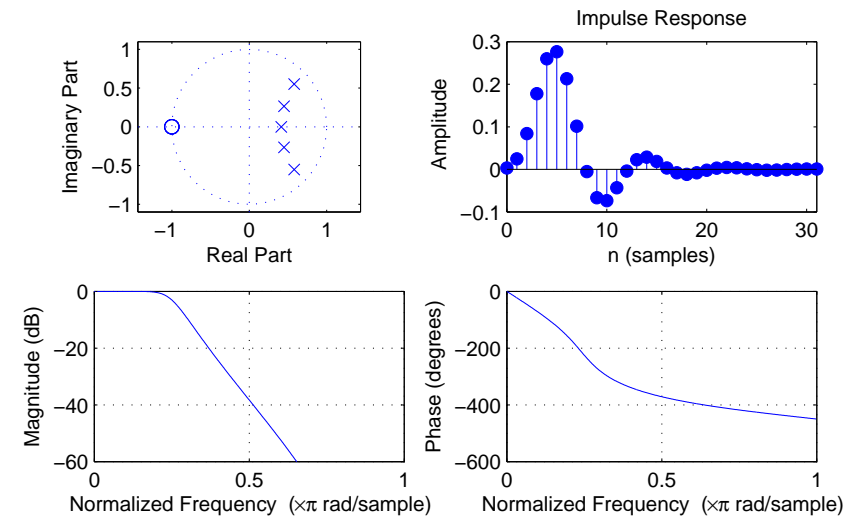 1
0.5
0
−0.5
−1
Imaginary Part
−1 0 1
Real Part
Impulse Response
0.3
0.2
0.1
0
−0.1
Amplitude
0 10 20 30
n (samples)
0
−20
−40
−60
Magnitude (dB)
0 0.5 1
Normalized Frequency (×π rad/sample)
0
−200
−400
−600
Phase (degrees)
0 0.5 1
Normalized Frequency (×π rad/sample)